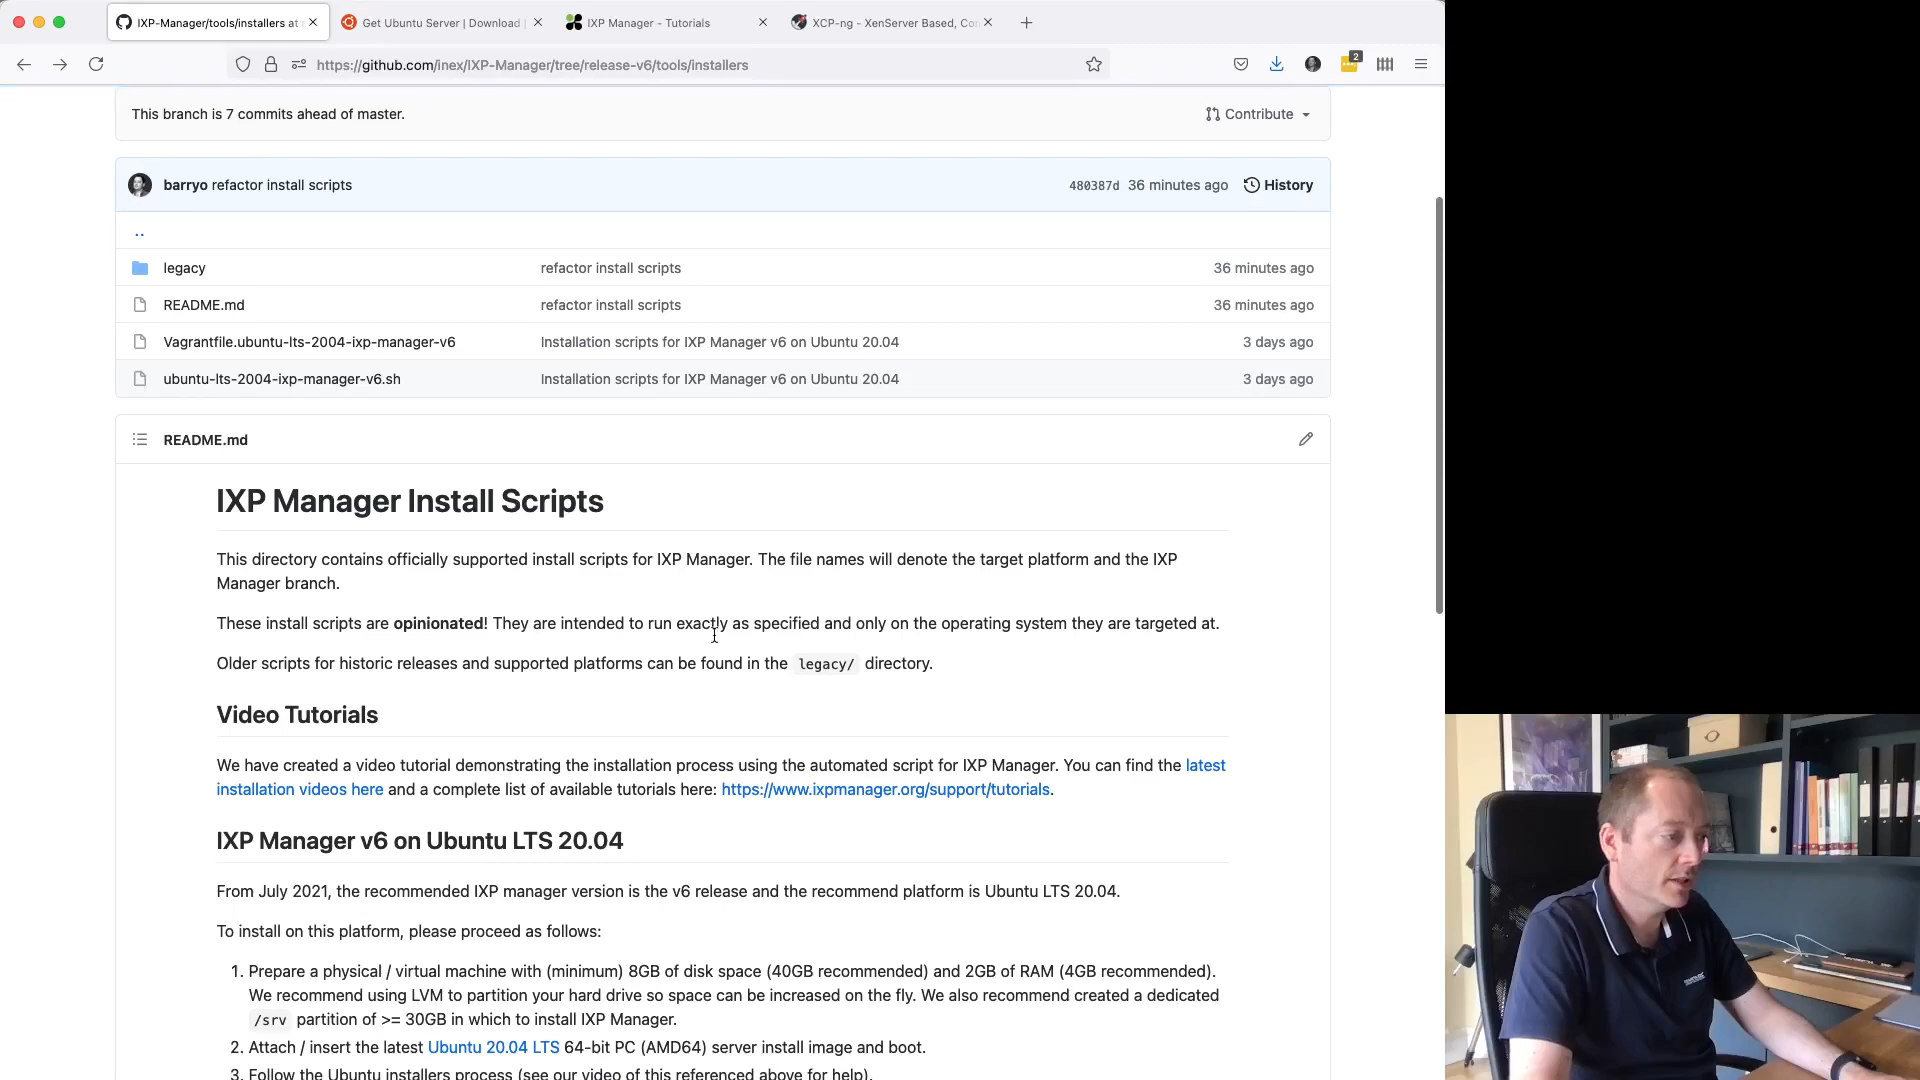 IXP-Manager/tools/installers at
Get Ubuntu Server | Download
IXP Manager - Tutorials
XCP-ng - XenServer Based, Co
https://github.com/inex/IXP-Manager/tree/release-v6/tools/installers
2
This branch is 7 commits ahead of master.
Contribute
barryo refactor install scripts
480387d 36 minutes ago
History
..
legacy
refactor install scripts
36 minutes ago
README.md
refactor install scripts
36 minutes ago
Vagrantfile.ubuntu-lts-2004-ixp-manager-v6
Installation scripts for IXP Manager v6 on Ubuntu 20.04
3 days ago
ubuntu-lts-2004-ixp-manager-v6.sh
Installation scripts for IXP Manager v6 on Ubuntu 20.04
3 days ago
README.md
IXP Manager Install Scripts
This directory contains officially supported install scripts for IXP Manager. The file names will denote the target platform and the IXP
Manager branch.
These install scripts are opinionated! They are intended to run exactly as specified and only on the operating system they are targeted at.
Older scripts for historic releases and supported platforms can be found in the legacy/ directory.
Video Tutorials
We have created a video tutorial demonstrating the installation process using the automated script for IXP Manager. You can find the latest
installation videos here and a complete list of available tutorials here: https://www.ixpmanager.org/support/tutorials.
IXP Manager v6 on Ubuntu LTS 20.04
From July 2021, the recommended IXP manager version is the v6 release and the recommend platform is Ubuntu LTS 20.04.
To install on this platform, please proceed as follows:
1. Prepare a physical / virtual machine with (minimum) 8GB of disk space (40GB recommended) and 2GB of RAM (4GB recommended).
We recommend using LVM to partition your hard drive so space can be increased on the fly. We also recommend created a dedicated
/srv partition of >= 30GB in which to install IXP Manager.
2. Attach / insert the latest Ubuntu 20.04 LTS 64-bit PC (AMD64) server install image and boot.
3. Follow the Ubuntu installers process (see our video of this referenced above for help).